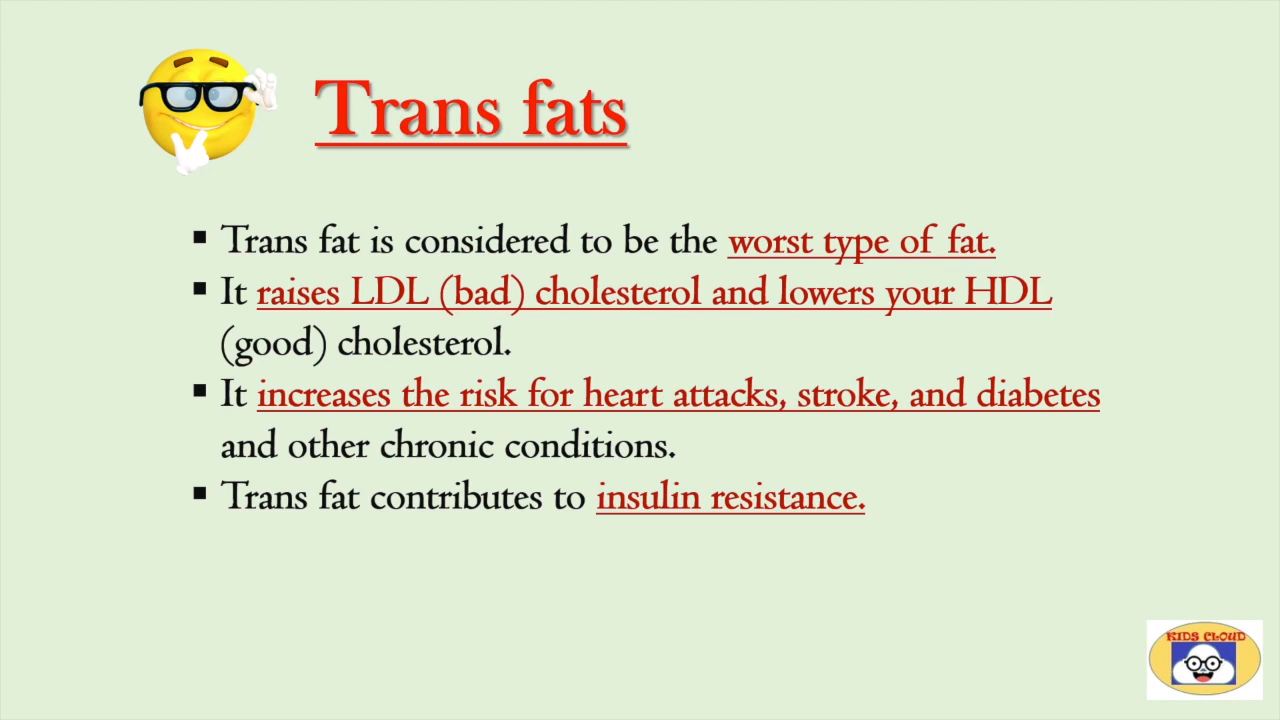 Trans fats
▪ Trans fat is considered to be the worst type of fat.
▪ It raises LDL (bad) cholesterol and lowers your HDL
(good) cholesterol.
▪ It increases the risk for heart attacks, stroke, and diabetes
and other chronic conditions.
▪ Trans fat contributes to insulin resistance.
KIDS CLOUD